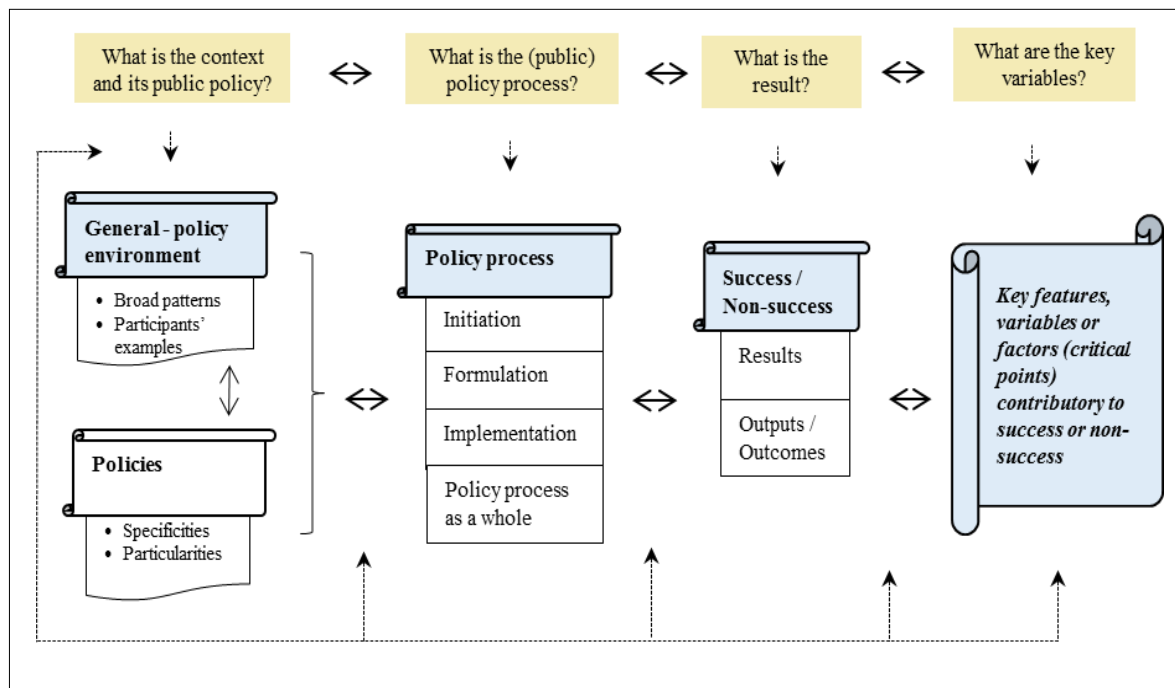 What is the context
and its public policy?
What is the (public)
policy process?
What is the
result?
What are the key
variables?
General - policy
environment
• Broad patterns
• Participants'
examples
Policies
• Specificities
• Particularities
Policy process
Initiation
Formulation
Implementation
Policy process
as a whole
Success /
Non-success
Results
Outputs /
Outcomes
Key features,
variables or
factors (critical
points)
contributory to
success or non-
success